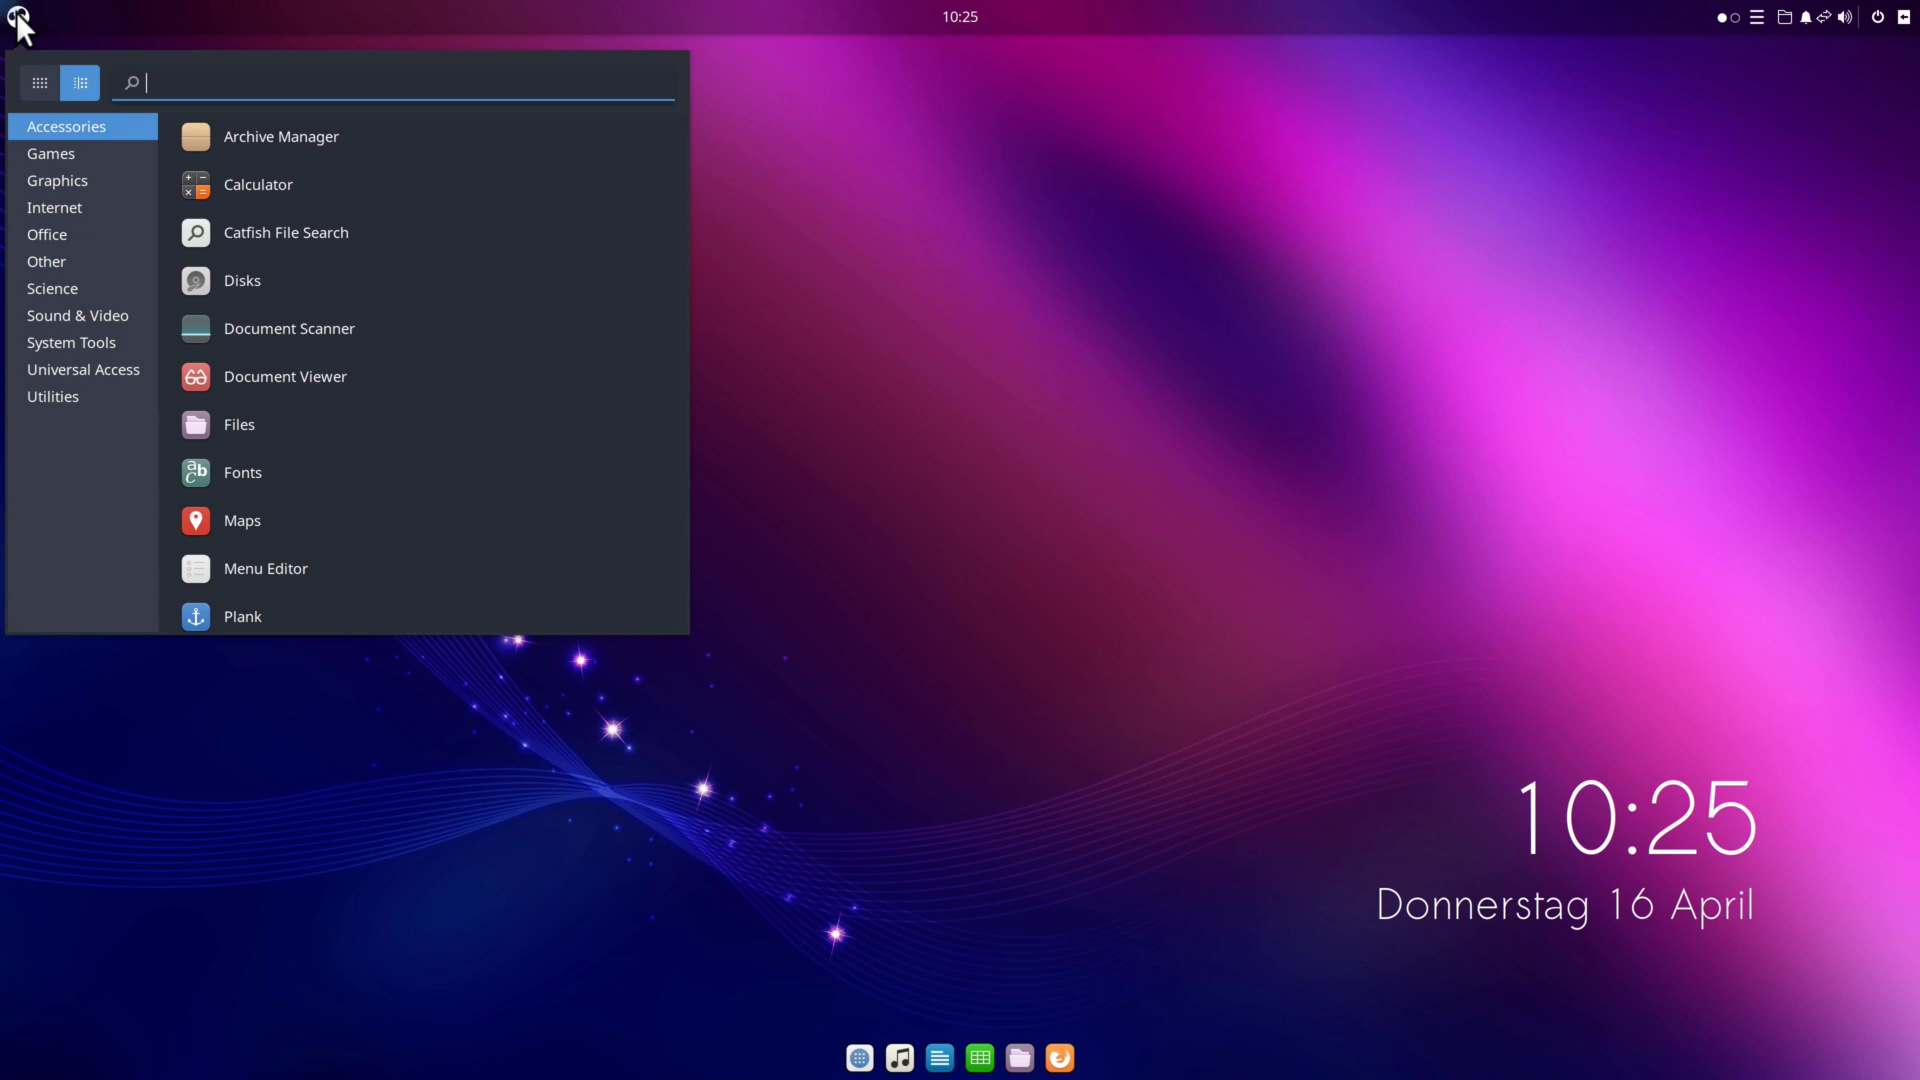 10:25
Accessories
Games
Graphics
Internet
Office
Other
Science
Sound & Video
System Tools
Universal Access
Utilities
Archive Manager
Calculator
Catfish File Search
Disks
Document Scanner
Document Viewer
Files
Fonts
Maps
Menu Editor
Plank
10:25
Donnerstag 16 April